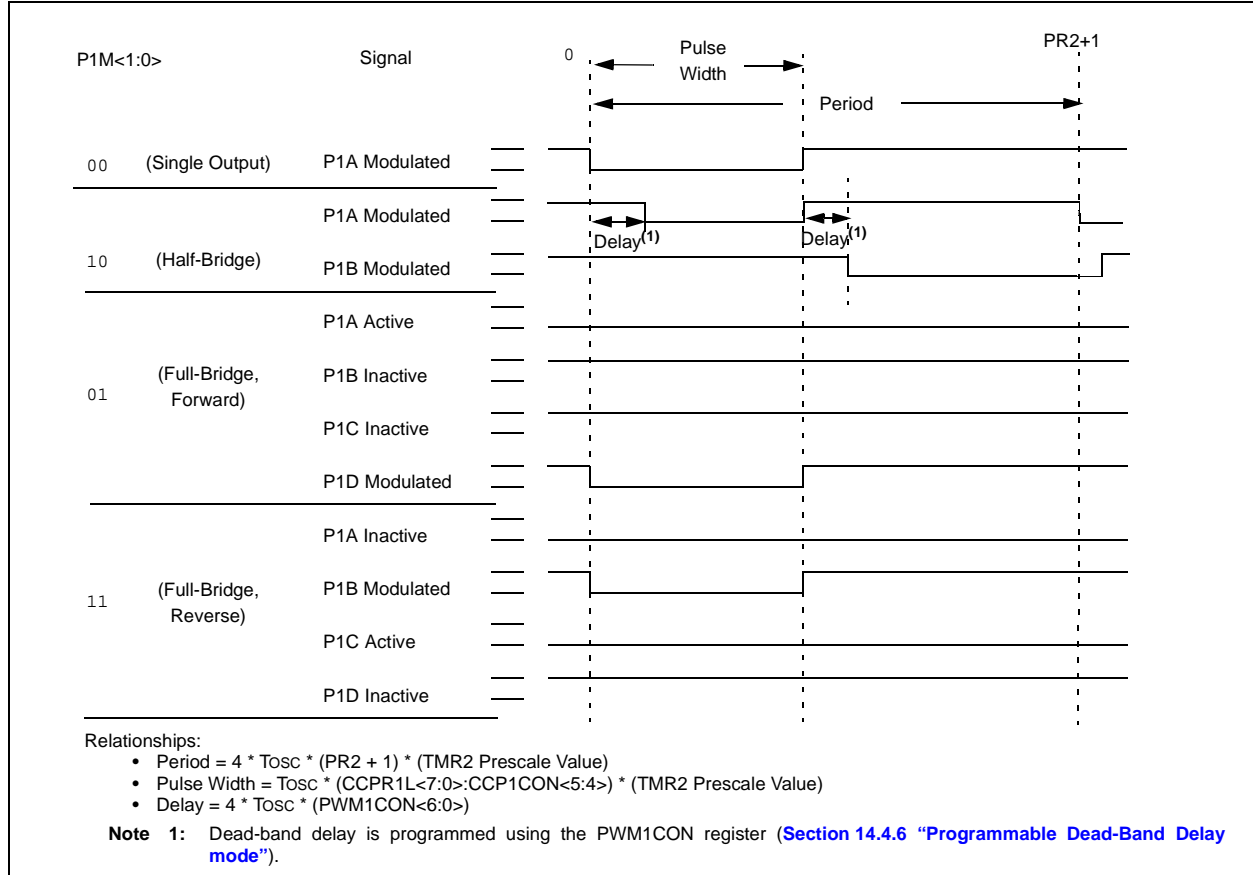 P1M<1:0> Signal 0 Pulse Width PR2+1
Period
00 (Single Output) P1A Modulated
P1A Modulated
Delay(1) Delay(1)
10 (Half-Bridge) P1B Modulated
P1A Active
01 (Full-Bridge, Forward) P1B Inactive
P1C Inactive
P1D Modulated
P1A Inactive
11 (Full-Bridge, Reverse) P1B Modulated
P1C Active
P1D Inactive
Relationships:
• Period = 4 * TOSC * (PR2 + 1) * (TMR2 Prescale Value)
• Pulse Width = TOSC * (CCPR1L<7:0>:CCP1CON<5:4>) * (TMR2 Prescale Value)
• Delay = 4 * TOSC * (PWM1CON<6:0>)
Note 1: Dead-band delay is programmed using the PWM1CON register (Section 14.4.6 “Programmable Dead-Band Delay
mode”).